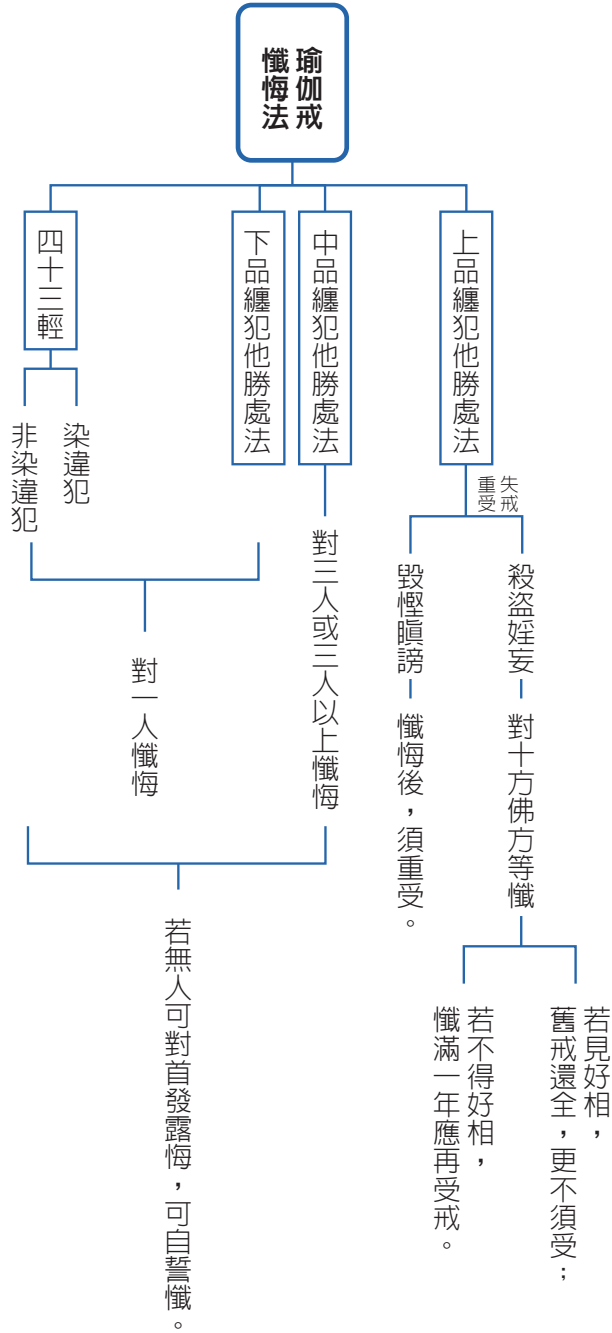 瑜伽戒
懺悔法
上品纏犯他勝處法
失戒
重受
殺盜婬妄
對十方佛方等懺
若見好相，
舊戒還全，更不須受；
若不得好相，
懺滿一年應再受戒。
毀慳瞋謗
懺悔後，須重受。
中品纏犯他勝處法
對三人或三人以上懺悔
下品纏犯他勝處法
四十三輕
染違犯
非染違犯
對一人懺悔
若無人可對首發露悔，可自誓懺。